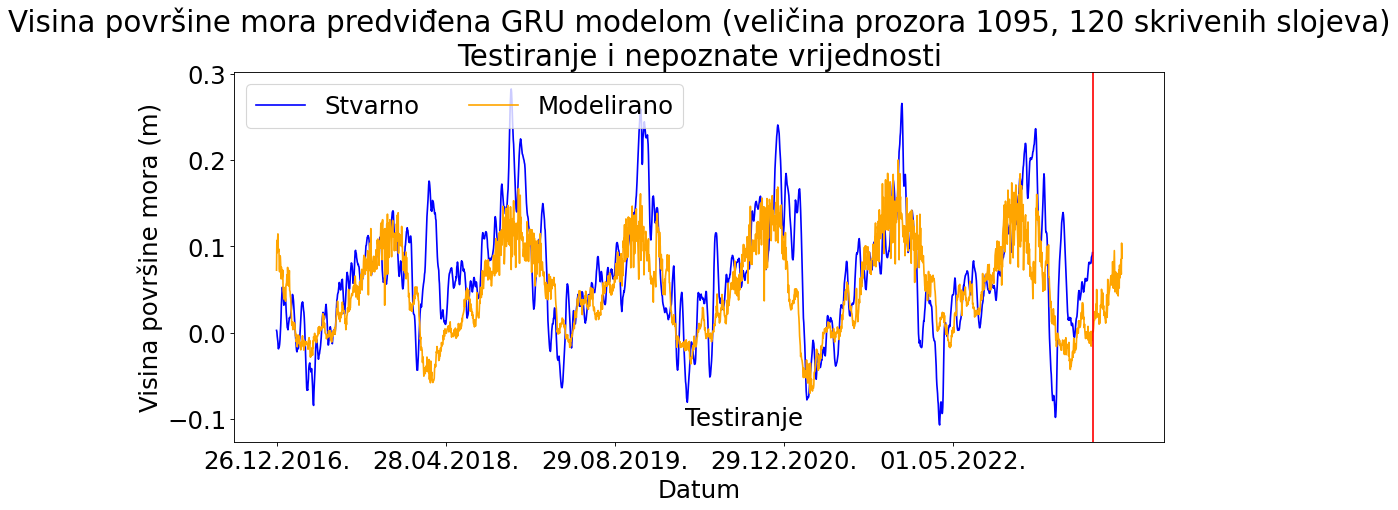 Visina površine mora predviđena GRU modelom (veličina prozora 1095, 120 skrivenih slojeva)
Testiranje i nepoznate vrijednosti
Stvarno Modelirano
Visina površine mora (m)
0.3
0.2
0.1
0.0
−0.1
Testiranje
26.12.2016. 28.04.2018. 29.08.2019. 29.12.2020. 01.05.2022.
Datum